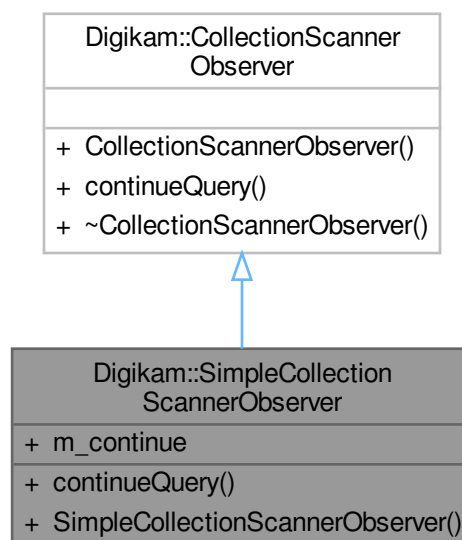 Digikam::CollectionScanner
Observer
+ CollectionScannerObserver()
+ continueQuery()
+ ~CollectionScannerObserver()
Digikam::SimpleCollection
ScannerObserver
+ m_continue
+ continueQuery()
+ SimpleCollectionScannerObserver()